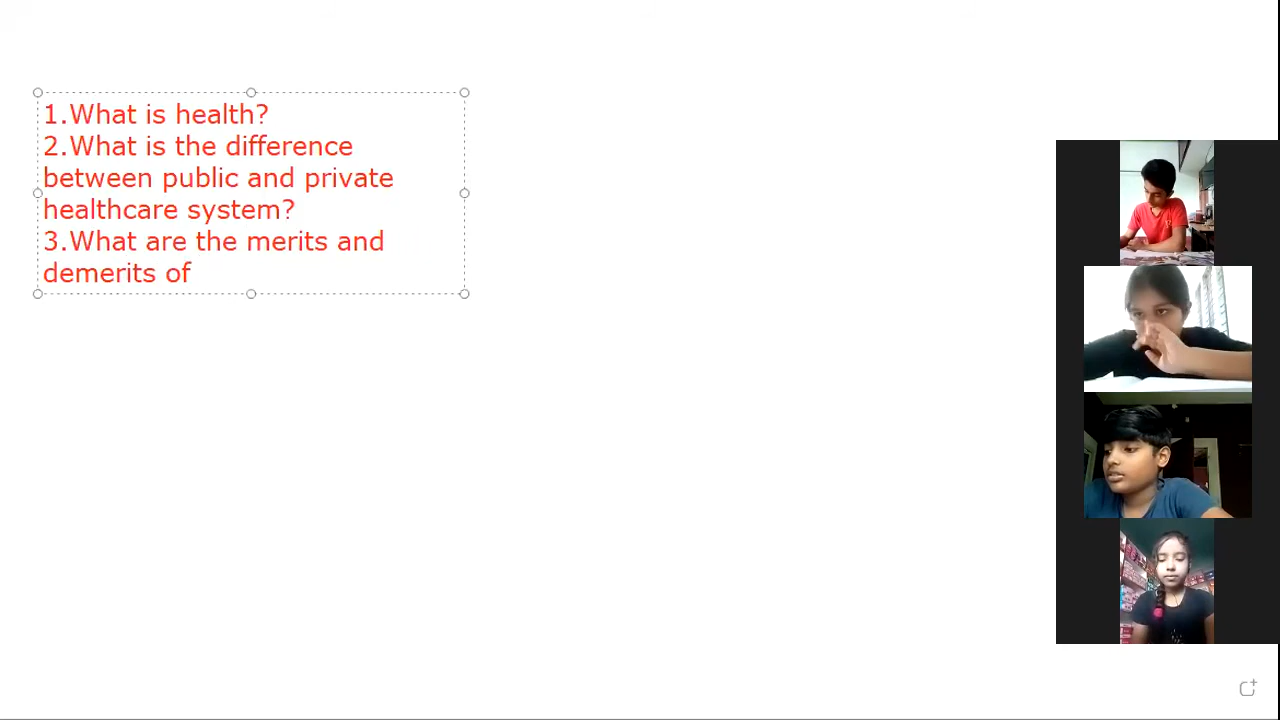 1.What is health?
2.What is the difference
between public and private
healthcare system?
3.What are the merits and
demerits of